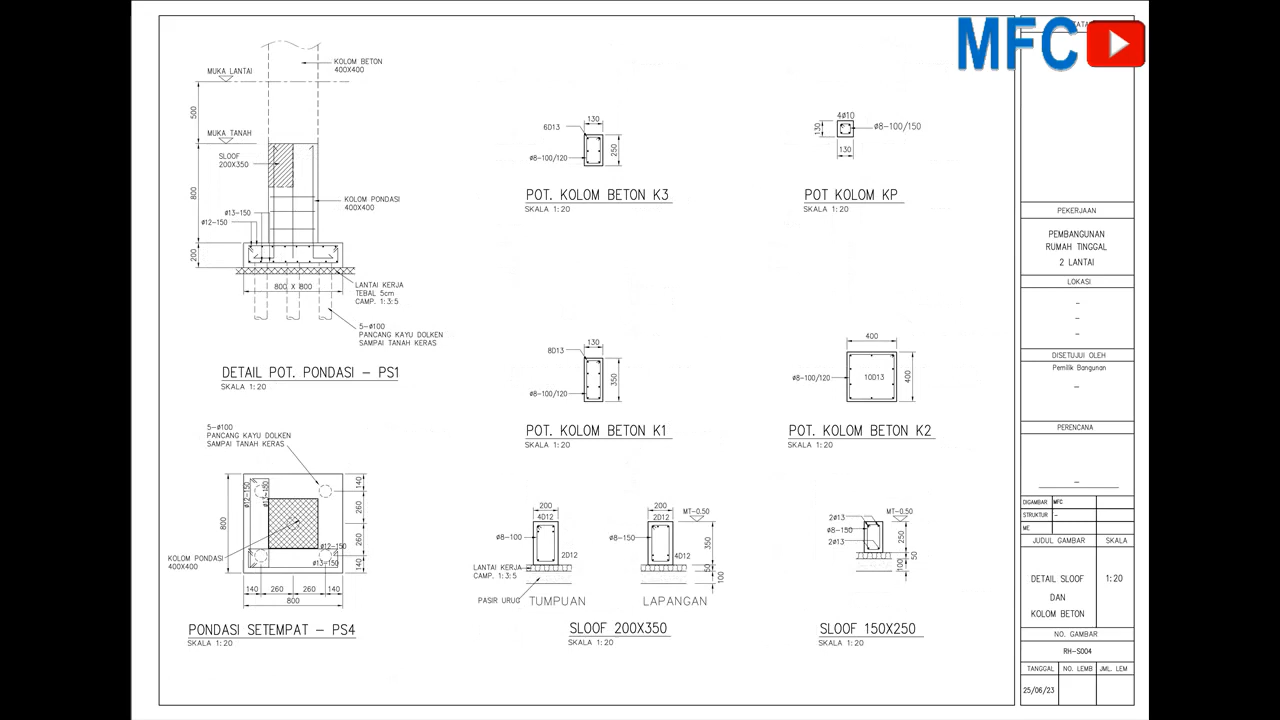 MFC
MUKA LANTAI
KOLOM BETON
400X400
500
MUKA TANAH
SLOOF
200X350
800
KOLOM PONDASI
400X400
ø13-150
ø12-150
200
800 X 800
LANTAI KERJA
TEBAL 5cm
CAMP. 1:3:5
5-ø100
PANCANG KAYU DOLKEN
SAMPAI TANAH KERAS
DETAIL POT. PONDASI - PS1
SKALA 1:20
130
6D13
250
ø8-100/120
POT. KOLOM BETON K3
SKALA 1:20
4ø10
130
ø8-100/150
130
POT KOLOM KP
SKALA 1:20
130
8D13
350
ø8-100/120
POT. KOLOM BETON K1
SKALA 1:20
400
ø8-100/120
10D13
400
POT. KOLOM BETON K2
SKALA 1:20
5-ø100
PANCANG KAYU DOLKEN
SAMPAI TANAH KERAS
ø12-150
140
260
800
260
KOLOM PONDASI
400X400
ø12-150
ø13-150
140
140 260 260 140
800
PONDASI SETEMPAT - PS4
SKALA 1:20
200
4D12
ø8-100
2D12
LANTAI KERJA
CAMP. 1:3:5
PASIR URUG
TUMPUAN
200
2D12
MT-0.50
ø8-150
350
4D12
50
100
LAPANGAN
SLOOF 200X350
SKALA 1:20
2ø13
MT-0.50
ø8-150
250
2ø13
50
100
SLOOF 150X250
SKALA 1:20
PEKERJAAN
PEMBANGUNAN
RUMAH TINGGAL
2 LANTAI
LOKASI
-
-
-
DISETUJUI OLEH
Pemilik Bangunan
-
PERENCANA
-
DIGAMBAR MFC
STRUKTUR -
ME
JUDUL GAMBAR SKALA
DETAIL SLOOF 1:20
DAN
KOLOM BETON
NO. GAMBAR
RH-S004
TANGGAL NO. LEMB JML. LEM
25/06/23